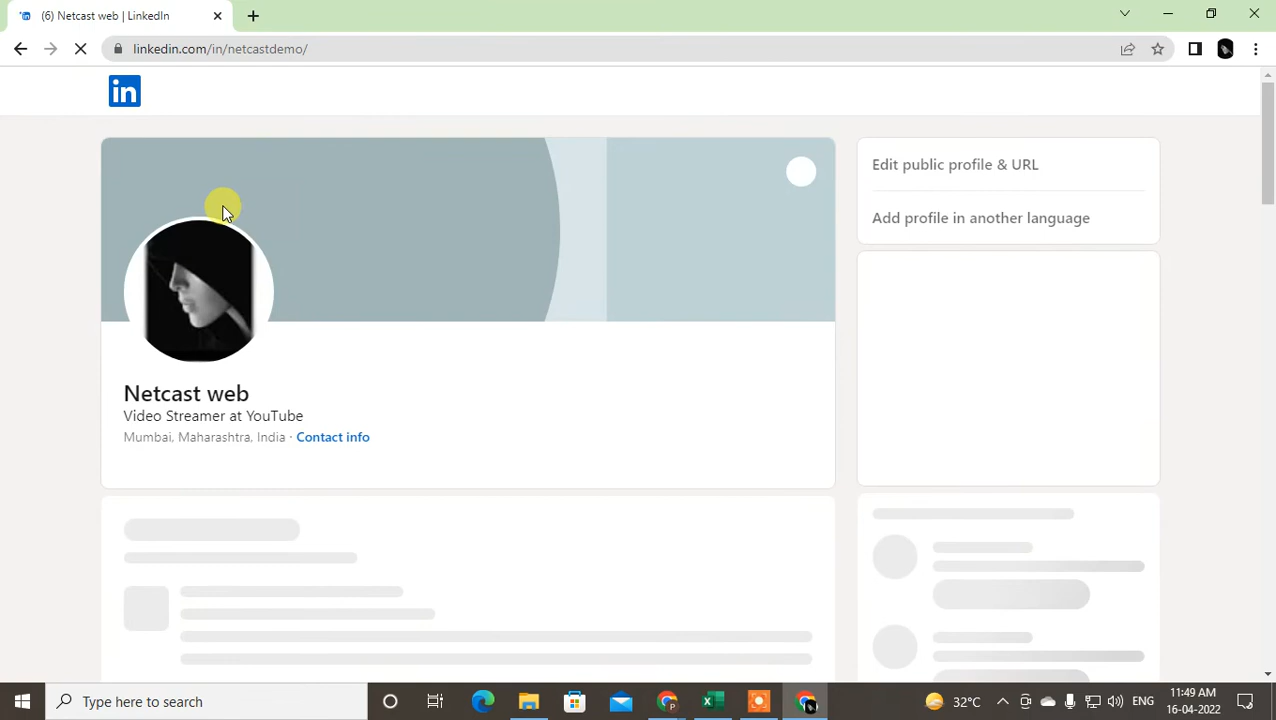 (6) Netcast web | LinkedIn
linkedin.com/in/netcastdemo/
in
Edit public profile & URL
Add profile in another language
Netcast web
Video Streamer at YouTube
Mumbai, Maharashtra, India · Contact info
Type here to search
32°C
ENG
11:49 AM
16-04-2022